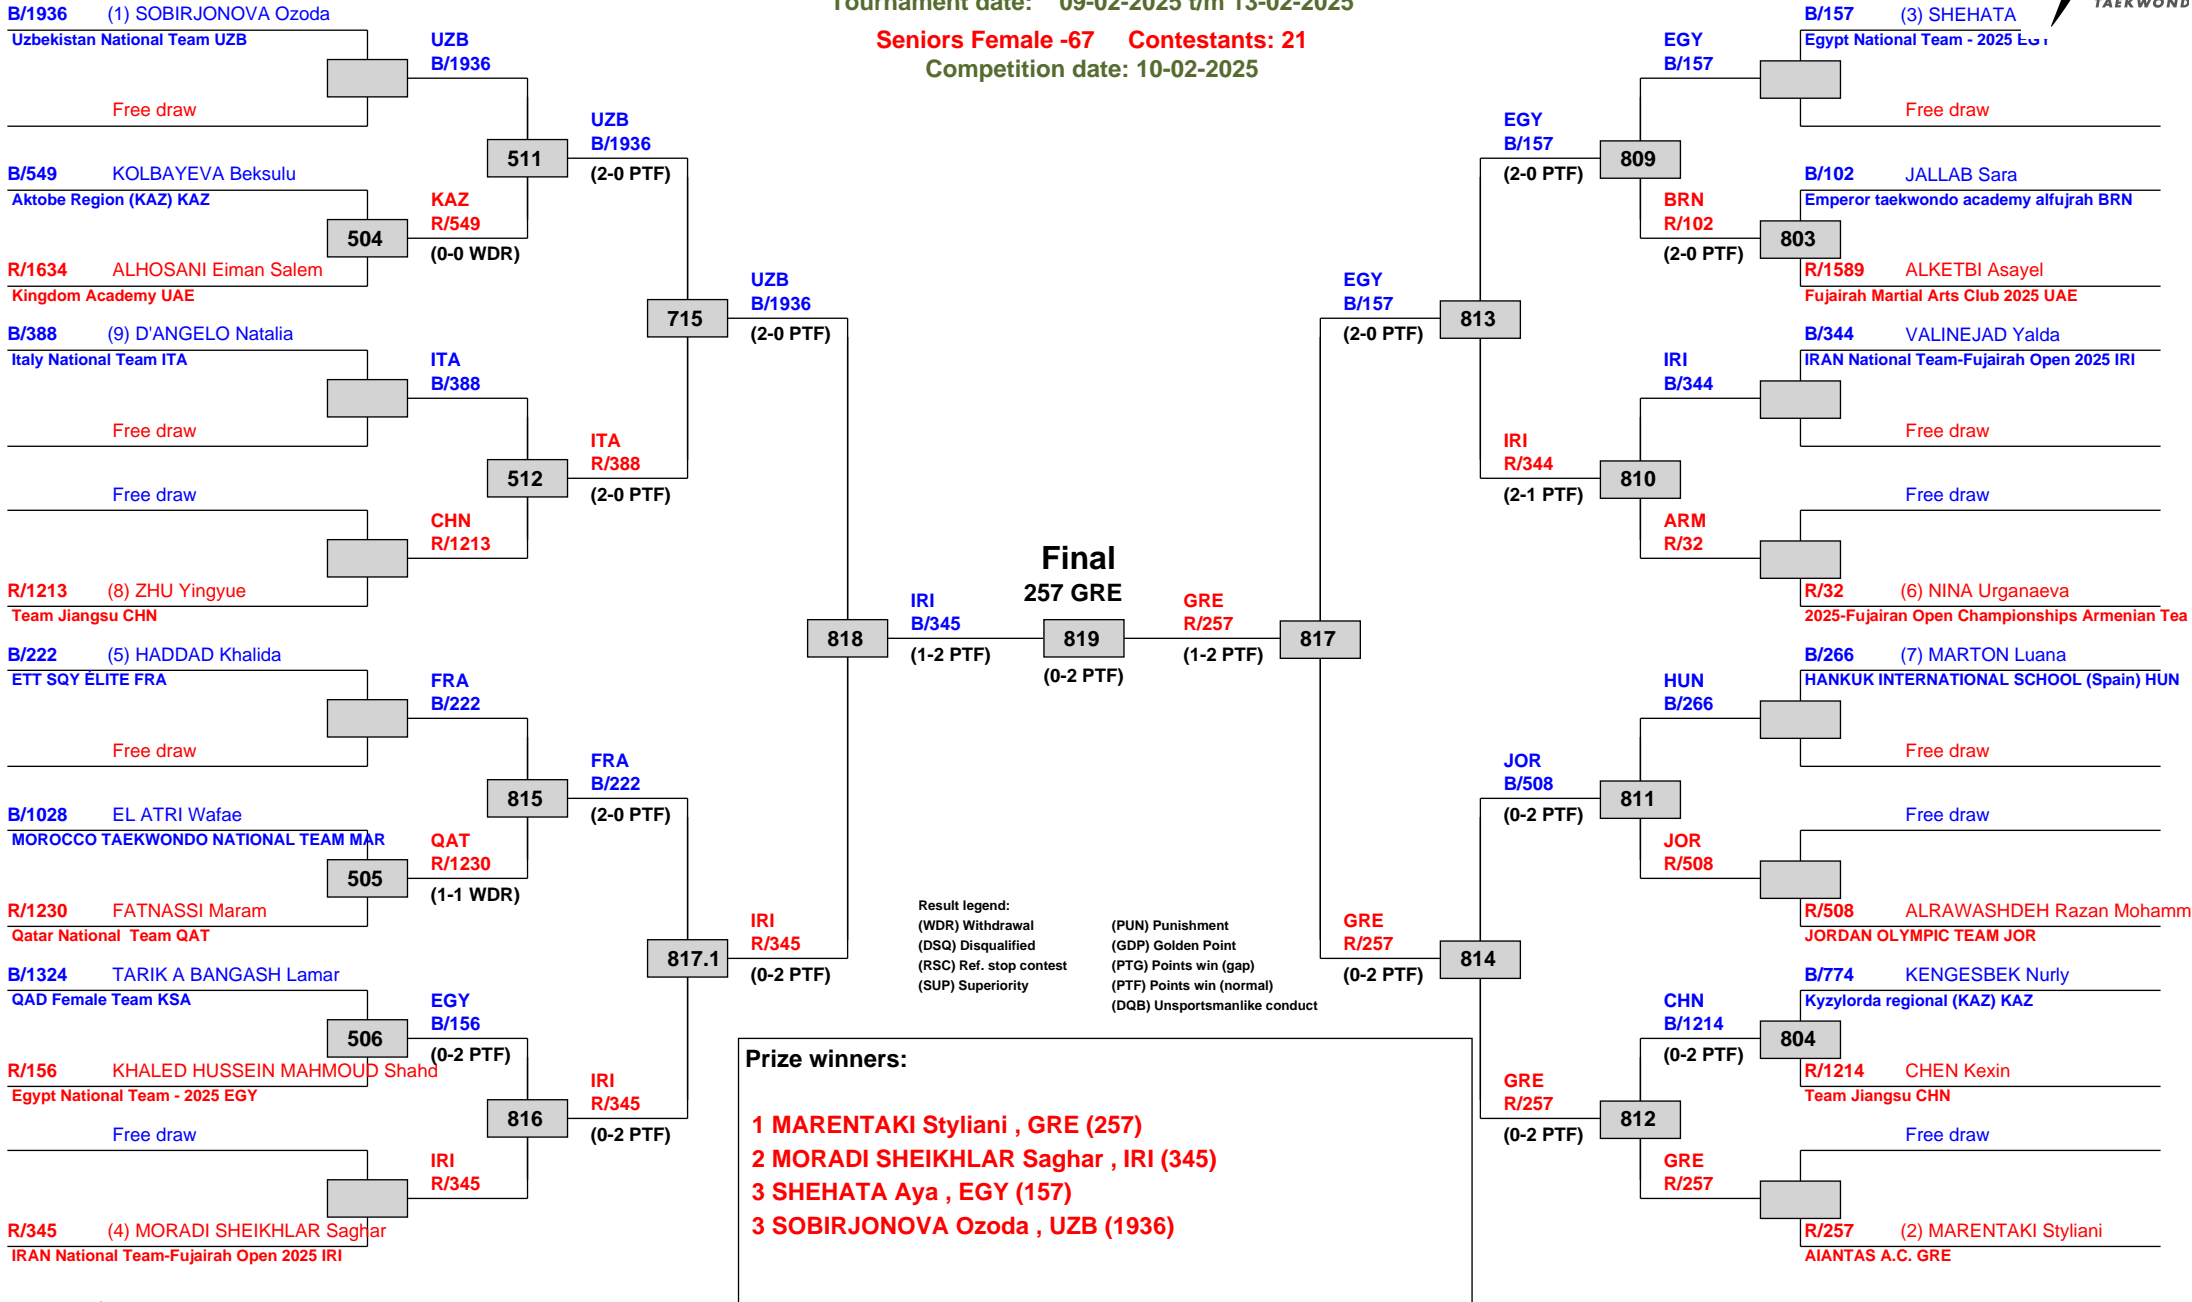 Tournament date: 09-02-2025 t/m 13-02-2025
Seniors Female -67 Contestants: 21
Competition date: 10-02-2025
TAEKWOND
B/1936 (1) SOBIRJONOVA Ozoda
Uzbekistan National Team UZB
Free draw
B/549 KOLBAYEVA Beksulu
Aktobe Region (KAZ) KAZ
504
R/1634 ALHOSANI Eiman Salem
Kingdom Academy UAE
B/388 (9) D'ANGELO Natalia
Italy National Team ITA
Free draw
Free draw
R/1213 (8) ZHU Yingyue
Team Jiangsu CHN
B/222 (5) HADDAD Khalida
ETT SQY ÉLITE FRA
Free draw
B/1028 EL ATRI Wafae
MOROCCO TAEKWONDO NATIONAL TEAM MAR
505
R/1230 FATNASSI Maram
Qatar National Team QAT
B/1324 TARIK A BANGASH Lamar
QAD Female Team KSA
506
R/156 KHALED HUSSEIN MAHMOUD Shahd
Egypt National Team - 2025 EGY
Free draw
R/345 (4) MORADI SHEIKHLAR Saghar
IRAN National Team-Fujairah Open 2025 IRI
UZB
B/1936
511
KAZ
R/549
(0-0 WDR)
ITA
B/388
512
CHN
R/1213
FRA
B/222
815
QAT
R/1230
(1-1 WDR)
EGY
B/156
(0-2 PTF)
816
IRI
R/345
UZB
B/1936
(2-0 PTF)
715
ITA
R/388
(2-0 PTF)
FRA
B/222
(2-0 PTF)
817.1
IRI
R/345
(0-2 PTF)
UZB
B/1936
(2-0 PTF)
818
IRI
R/345
(0-2 PTF)
IRI
B/345
(1-2 PTF)
Final
257 GRE
819
(0-2 PTF)
GRE
R/257
(1-2 PTF)
817
EGY
B/157
(2-0 PTF)
813
GRE
R/257
(0-2 PTF)
814
EGY
B/157
(2-0 PTF)
809
IRI
R/344
(2-1 PTF)
810
JOR
B/508
(0-2 PTF)
811
GRE
R/257
(0-2 PTF)
812
EGY
B/157
BRN
R/102
(2-0 PTF)
803
IRI
B/344
ARM
R/32
HUN
B/266
JOR
R/508
CHN
B/1214
(0-2 PTF)
804
GRE
R/257
B/157 (3) SHEHATA
Egypt National Team - 2025 EGY
Free draw
B/102 JALLAB Sara
Emperor taekwondo academy alfujrah BRN
R/1589 ALKETBI Asayel
Fujairah Martial Arts Club 2025 UAE
B/344 VALINEJAD Yalda
IRAN National Team-Fujairah Open 2025 IRI
Free draw
Free draw
R/32 (6) NINA Urganaeva
2025-Fujairan Open Championships Armenian Tea
B/266 (7) MARTON Luana
HANKUK INTERNATIONAL SCHOOL (Spain) HUN
Free draw
Free draw
R/508 ALRAWASHDEH Razan Mohamm
JORDAN OLYMPIC TEAM JOR
B/774 KENGESBEK Nurly
Kyzylorda regional (KAZ) KAZ
R/1214 CHEN Kexin
Team Jiangsu CHN
Free draw
R/257 (2) MARENTAKI Styliani
AIANTAS A.C. GRE
Result legend:
(WDR) Withdrawal (PUN) Punishment
(DSQ) Disqualified (GDP) Golden Point
(RSC) Ref. stop contest (PTG) Points win (gap)
(SUP) Superiority (PTF) Points win (normal)
(DQB) Unsportsmanlike conduct
Prize winners:
1 MARENTAKI Styliani , GRE (257)
2 MORADI SHEIKHLAR Saghar , IRI (345)
3 SHEHATA Aya , EGY (157)
3 SOBIRJONOVA Ozoda , UZB (1936)